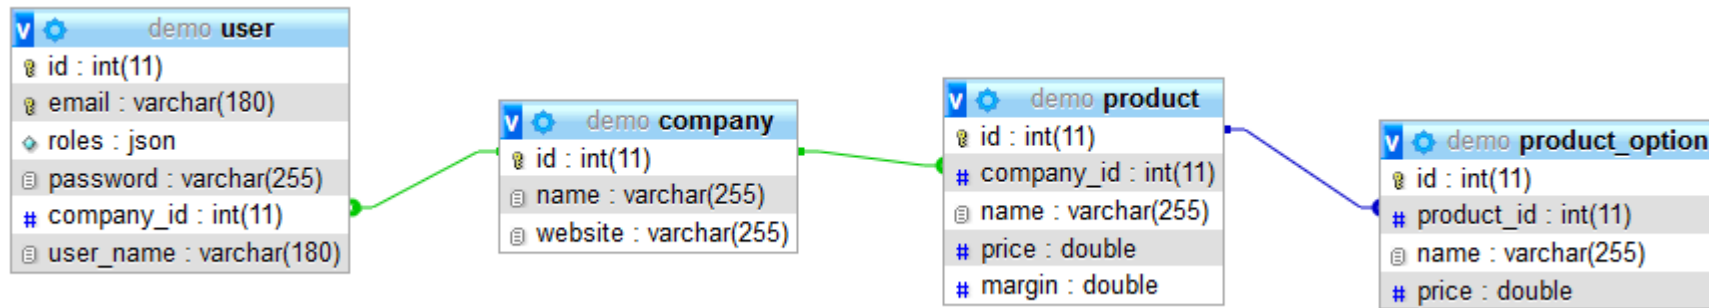 v demo user
id : int(11)
email : varchar(180)
roles : json
password : varchar(255)
# company_id : int(11)
user_name : varchar(180)
v demo company
id : int(11)
name : varchar(255)
website : varchar(255)
v demo product
id : int(11)
# company_id : int(11)
name : varchar(255)
# price : double
# margin : double
v demo product_option
id : int(11)
# product_id : int(11)
name : varchar(255)
# price : double